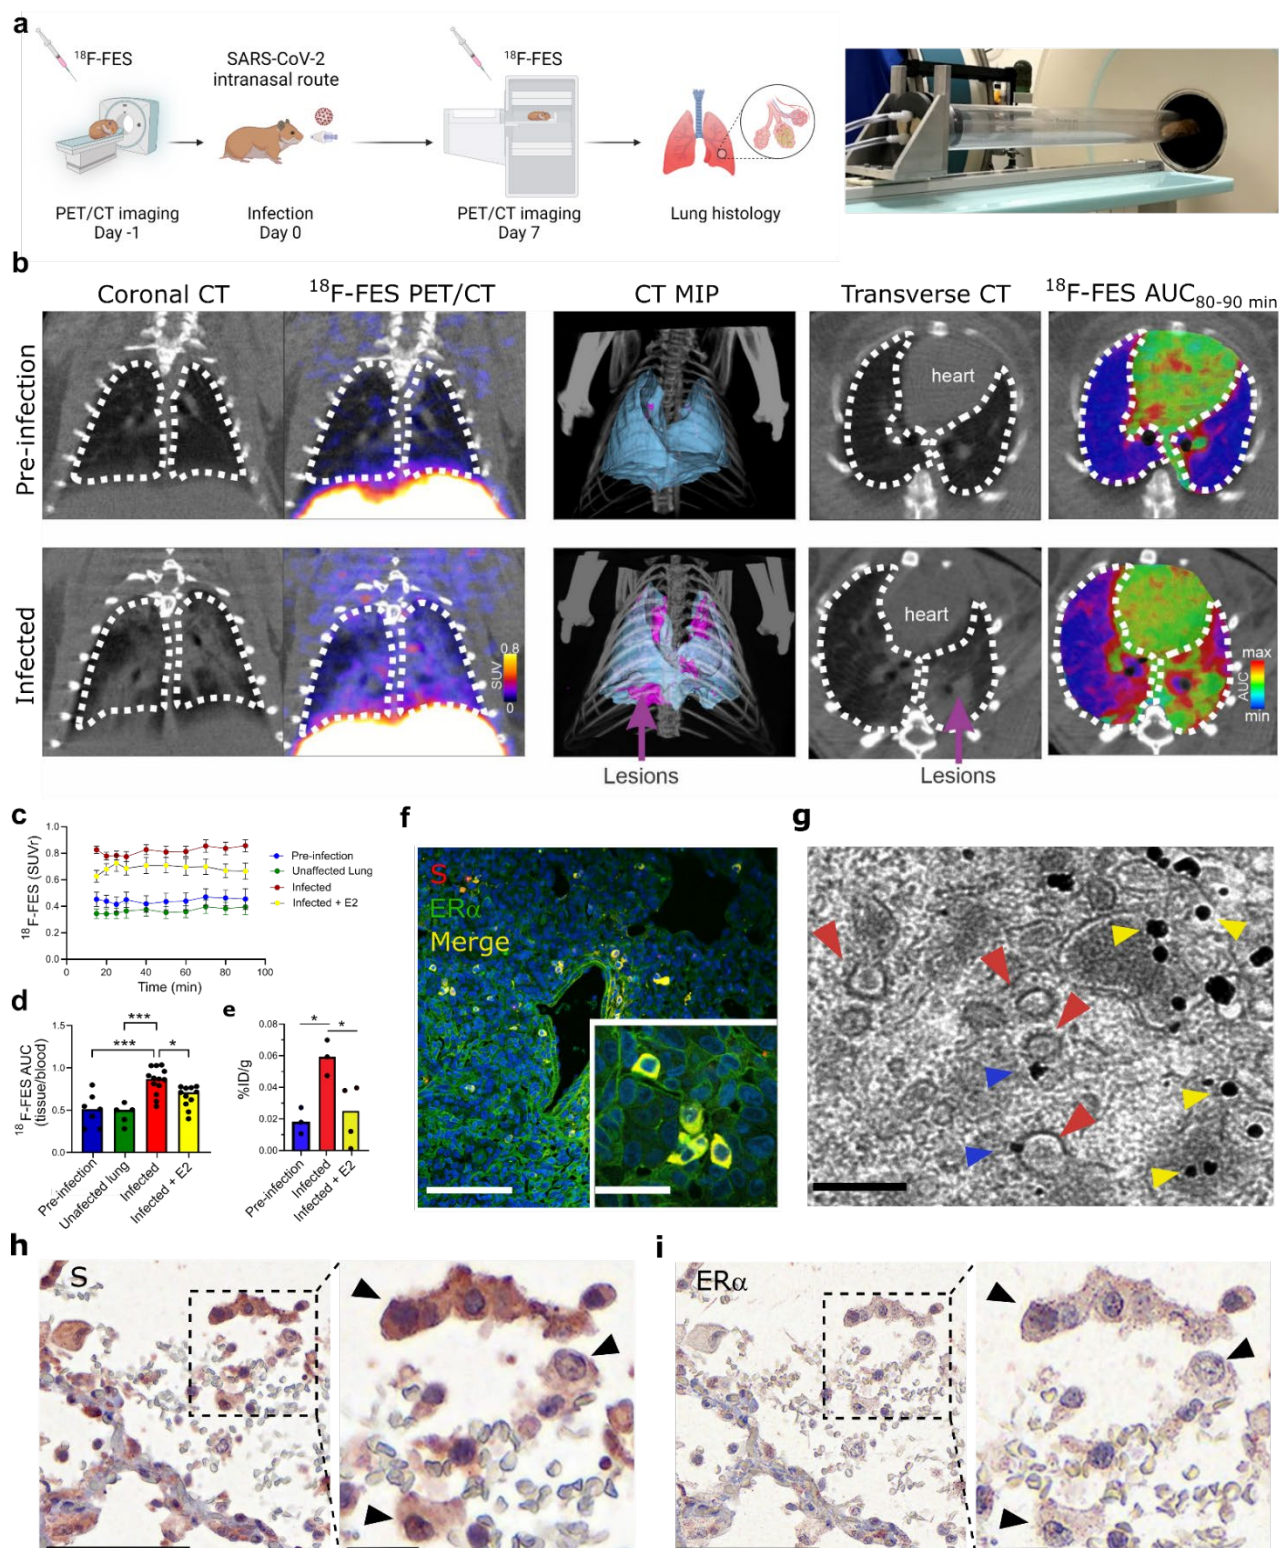 a
¹⁸F-FES
SARS-CoV-2
intranasal route
¹⁸F-FES
PET/CT imaging
Day -1
Infection
Day 0
PET/CT imaging
Day 7
Lung histology
b
Coronal CT
¹⁸F-FES PET/CT
CT MIP
Transverse CT
¹⁸F-FES AUC80-90 min
Pre-infection
heart
Infected
0.8
SUV
0
heart
max
AUC
min
Lesions
Lesions
c
¹⁸F-FES (SUVr)
1.0
0.8
0.6
0.4
0.2
0.0
0
20
40
60
80
100
Time (min)
Pre-infection
Unaffected Lung
Infected
Infected + E2
d
¹⁸F-FES AUC
(tissue/blood)
1.5
1.0
0.5
0.0
***
***
*
Pre-infection
Unafected lung
Infected
Infected + E2
e
%ID/g
0.08
0.06
0.04
0.02
0
*
*
Pre-infection
Infected
Infected + E2
f
S
ERα
Merge
g
h
S
i
ERα